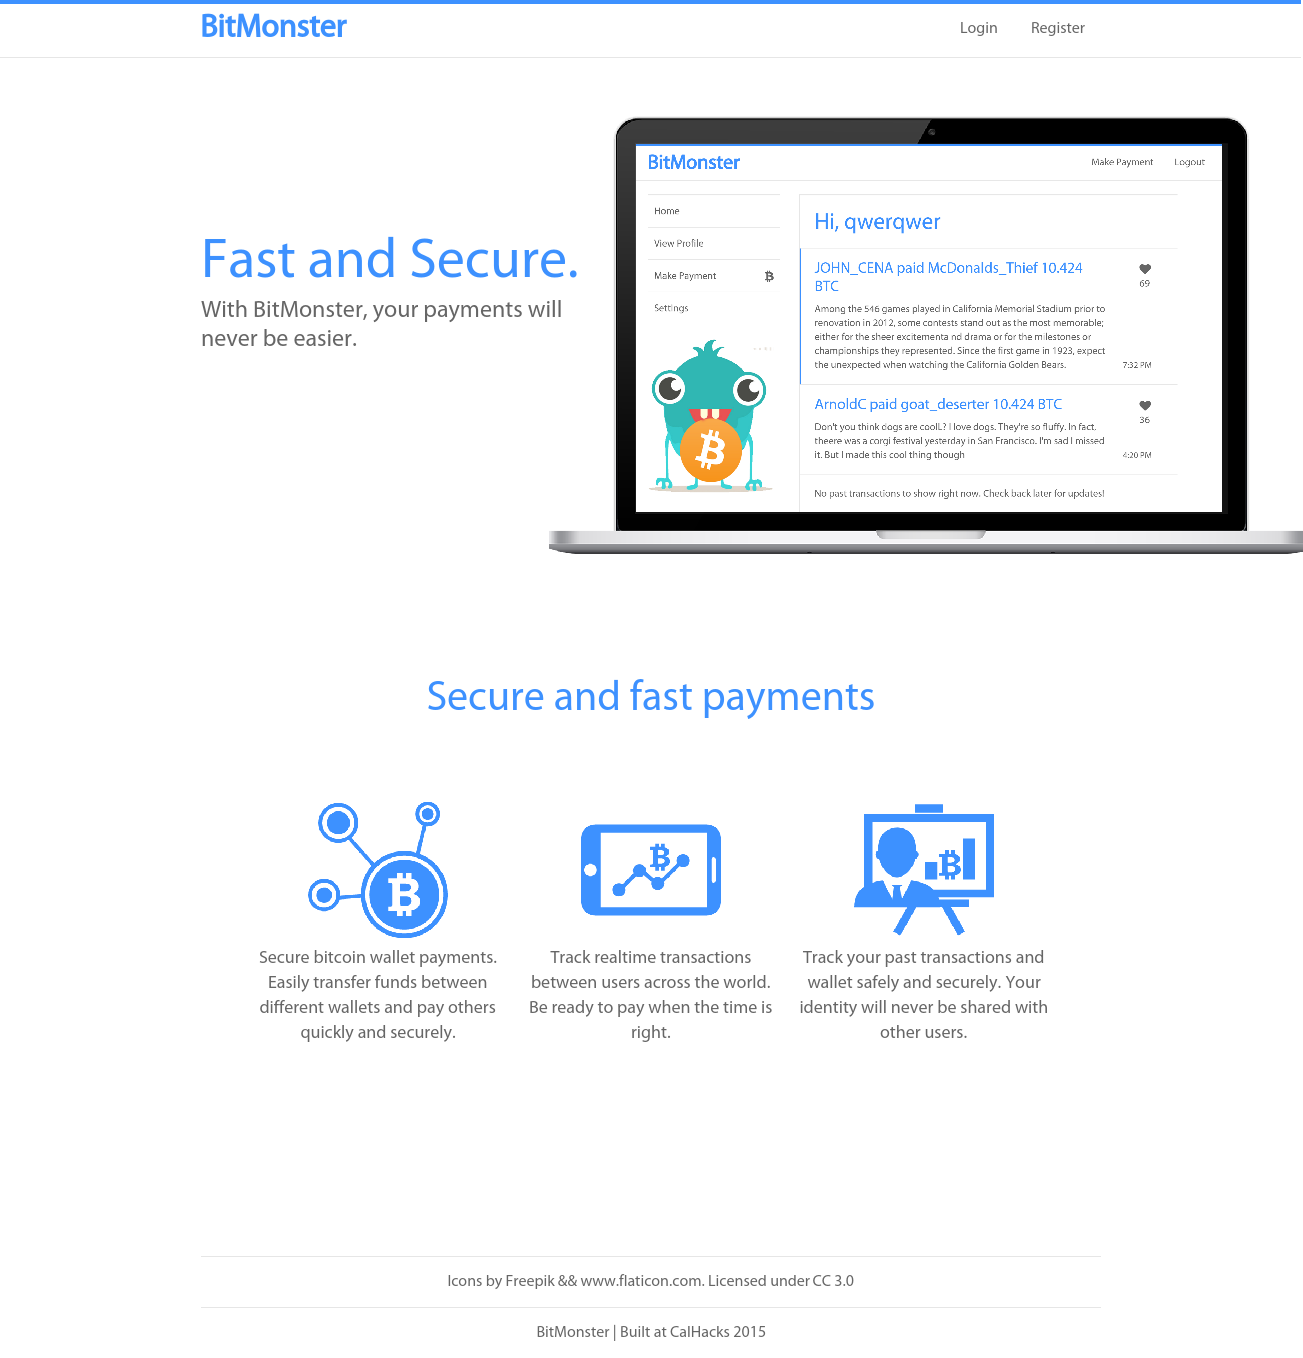 BitMonster
Login
Register
Fast and Secure.
With BitMonster, your payments will
never be easier.
BitMonster
Make Payment
Logout
Home
View Profile
Make Payment
Settings
Hi, qwerqwer
JOHN_CENA paid McDonalds_Thief 10.424
BTC
69
Among the 546 games played in California Memorial Stadium prior to
renovation in 2012, some contests stand out as the most memorable;
either for the sheer excitementa nd drama or for the milestones or
championships they represented. Since the first game in 1923, expect
the unexpected when watching the California Golden Bears.
7:32 PM
ArnoldC paid goat_deserter 10.424 BTC
36
Don't you think dogs are coolL? I love dogs. They're so fluffy. In fact,
theere was a corgi festival yesterday in San Francisco. I'm sad I missed
it. But I made this cool thing though
4:20 PM
No past transactions to show right now. Check back later for updates!
Secure and fast payments
Secure bitcoin wallet payments.
Easily transfer funds between
different wallets and pay others
quickly and securely.
Track realtime transactions
between users across the world.
Be ready to pay when the time is
right.
Track your past transactions and
wallet safely and securely. Your
identity will never be shared with
other users.
Icons by Freepik && www.flaticon.com. Licensed under CC 3.0
BitMonster | Built at CalHacks 2015